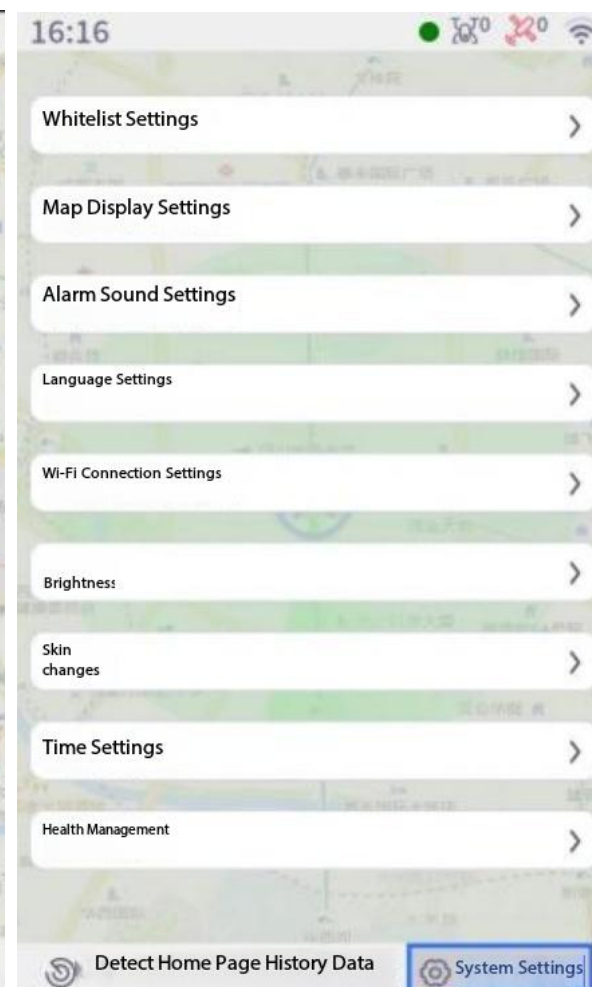 16:16
0
0
Whitelist Settings
Map Display Settings
Alarm Sound Settings
Language Settings
Wi-Fi Connection Settings
Brightness
Skin
changes
Time Settings
Health Management
Detect Home Page History Data
System Settings